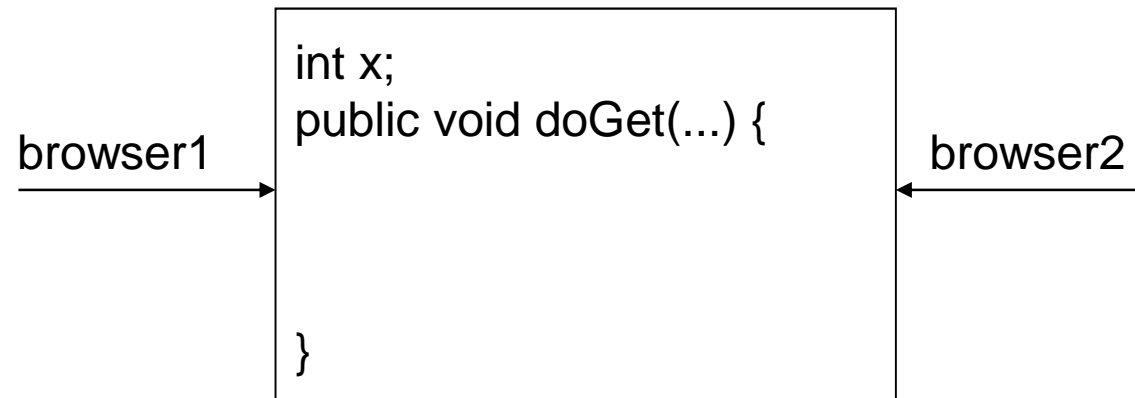 int x;
public void doGet(...) {
browser1
browser2
}